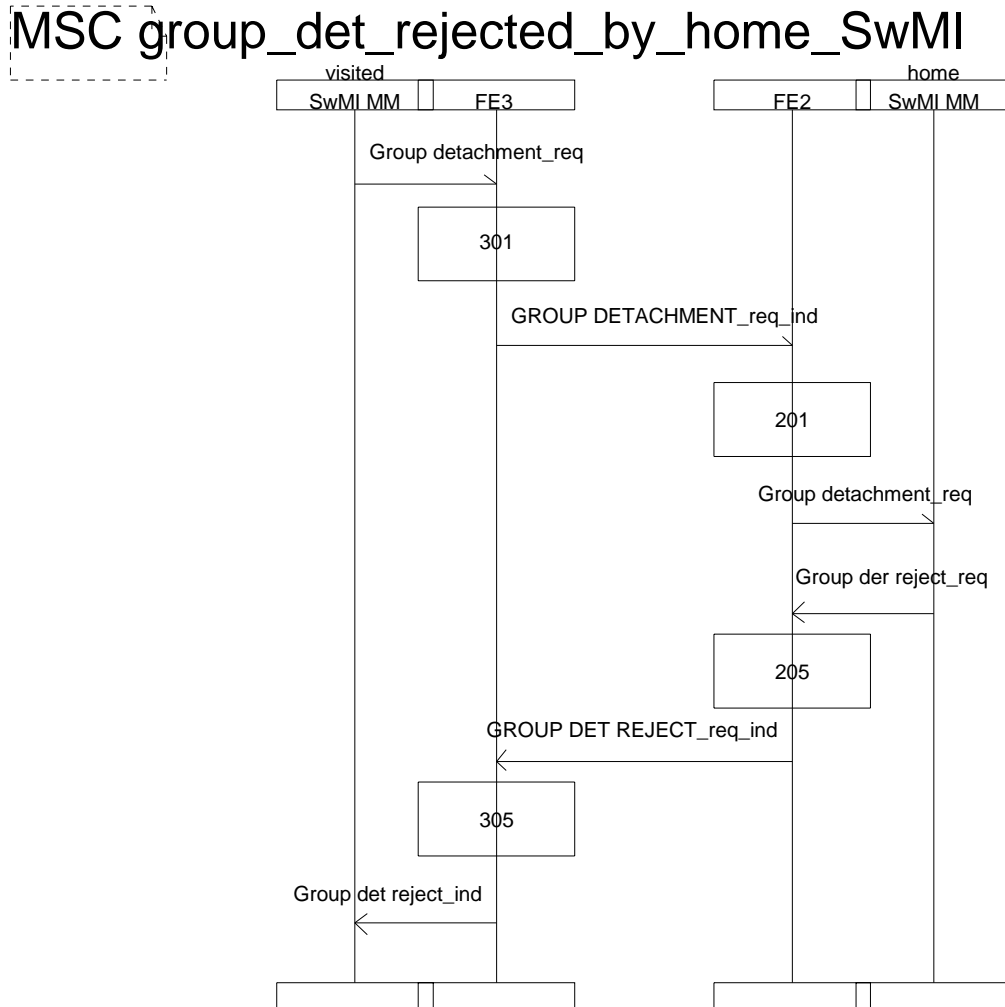 MSC group_det_rejected_by_home_SwMI
visited
SwMI MM
FE3
FE2
home
SwMI MM
Group detachment_req
301
GROUP DETACHMENT_req_ind
201
Group detachment_req
Group der reject_req
205
GROUP DET REJECT_req_ind
305
Group det reject_ind